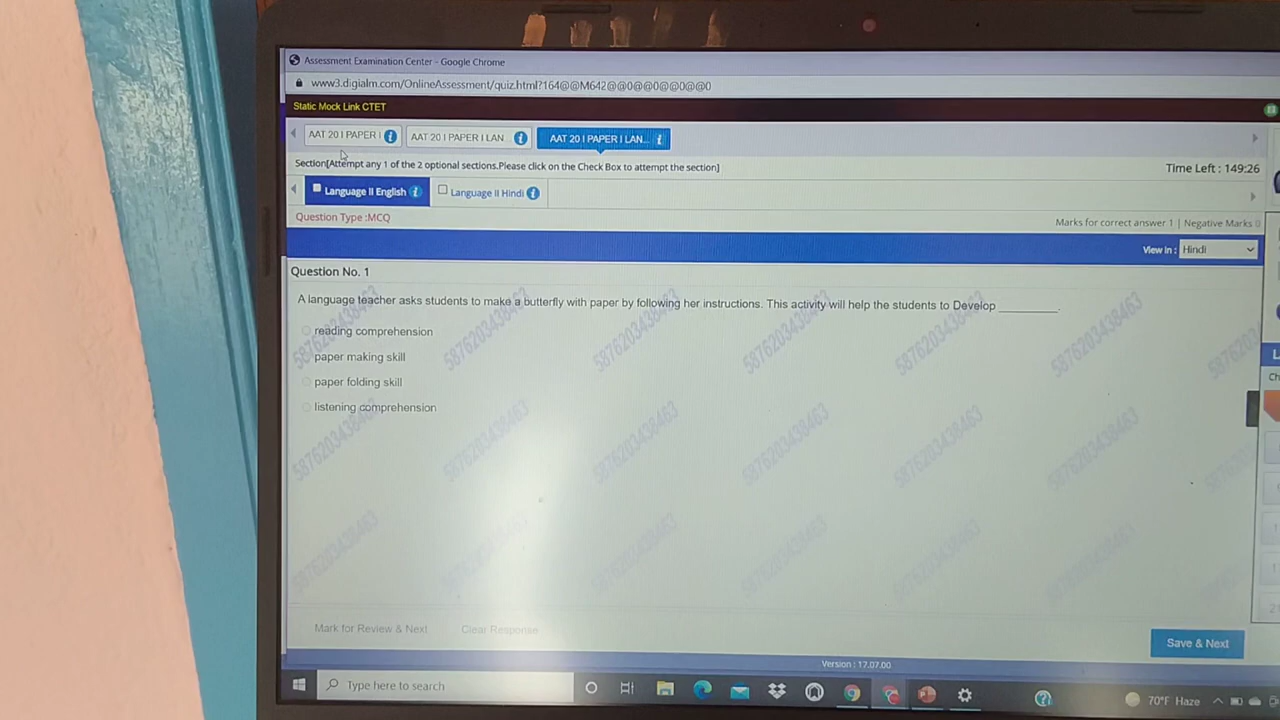 Assessment Examination Center - Google Chrome
www3.digialm.com/OnlineAssessment/quiz.html?164@@M642@@0@@0@@0@@0
Static Mock Link CTET
AAT 20 I PAPER I
AAT 20 I PAPER I LAN
AAT 20 I PAPER I LAN...
Section[Attempt any 1 of the 2 optional sections.Please click on the Check Box to attempt the section]
Time Left : 149:26
Language II English
Language II Hindi
Question Type :MCQ
Marks for correct answer 1 | Negative Marks 0
View in : Hindi
Question No. 1
A language teacher asks students to make a butterfly with paper by following her instructions. This activity will help the students to Develop _________.
reading comprehension
paper making skill
paper folding skill
listening comprehension
5876203438463
Mark for Review & Next
Clear Response
Save & Next
Version : 17.07.00
Type here to search
70°F Haze